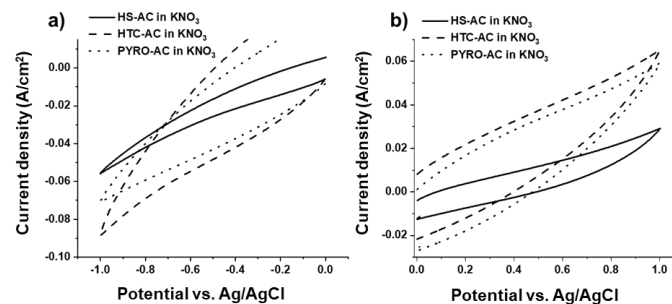 a)
HS-AC in KNO₃
HTC-AC in KNO₃
PYRO-AC in KNO₃
Current density (A/cm²)
0.00
-0.02
-0.04
-0.06
-0.08
-0.10
-1.0 -0.8 -0.6 -0.4 -0.2 0.0
Potential vs. Ag/AgCl
b)
HS-AC in KNO₃
HTC-AC in KNO₃
PYRO-AC in KNO₃
Current density (A/cm²)
0.06
0.04
0.02
0.00
-0.02
0.0 0.2 0.4 0.6 0.8 1.0
Potential vs. Ag/AgCl